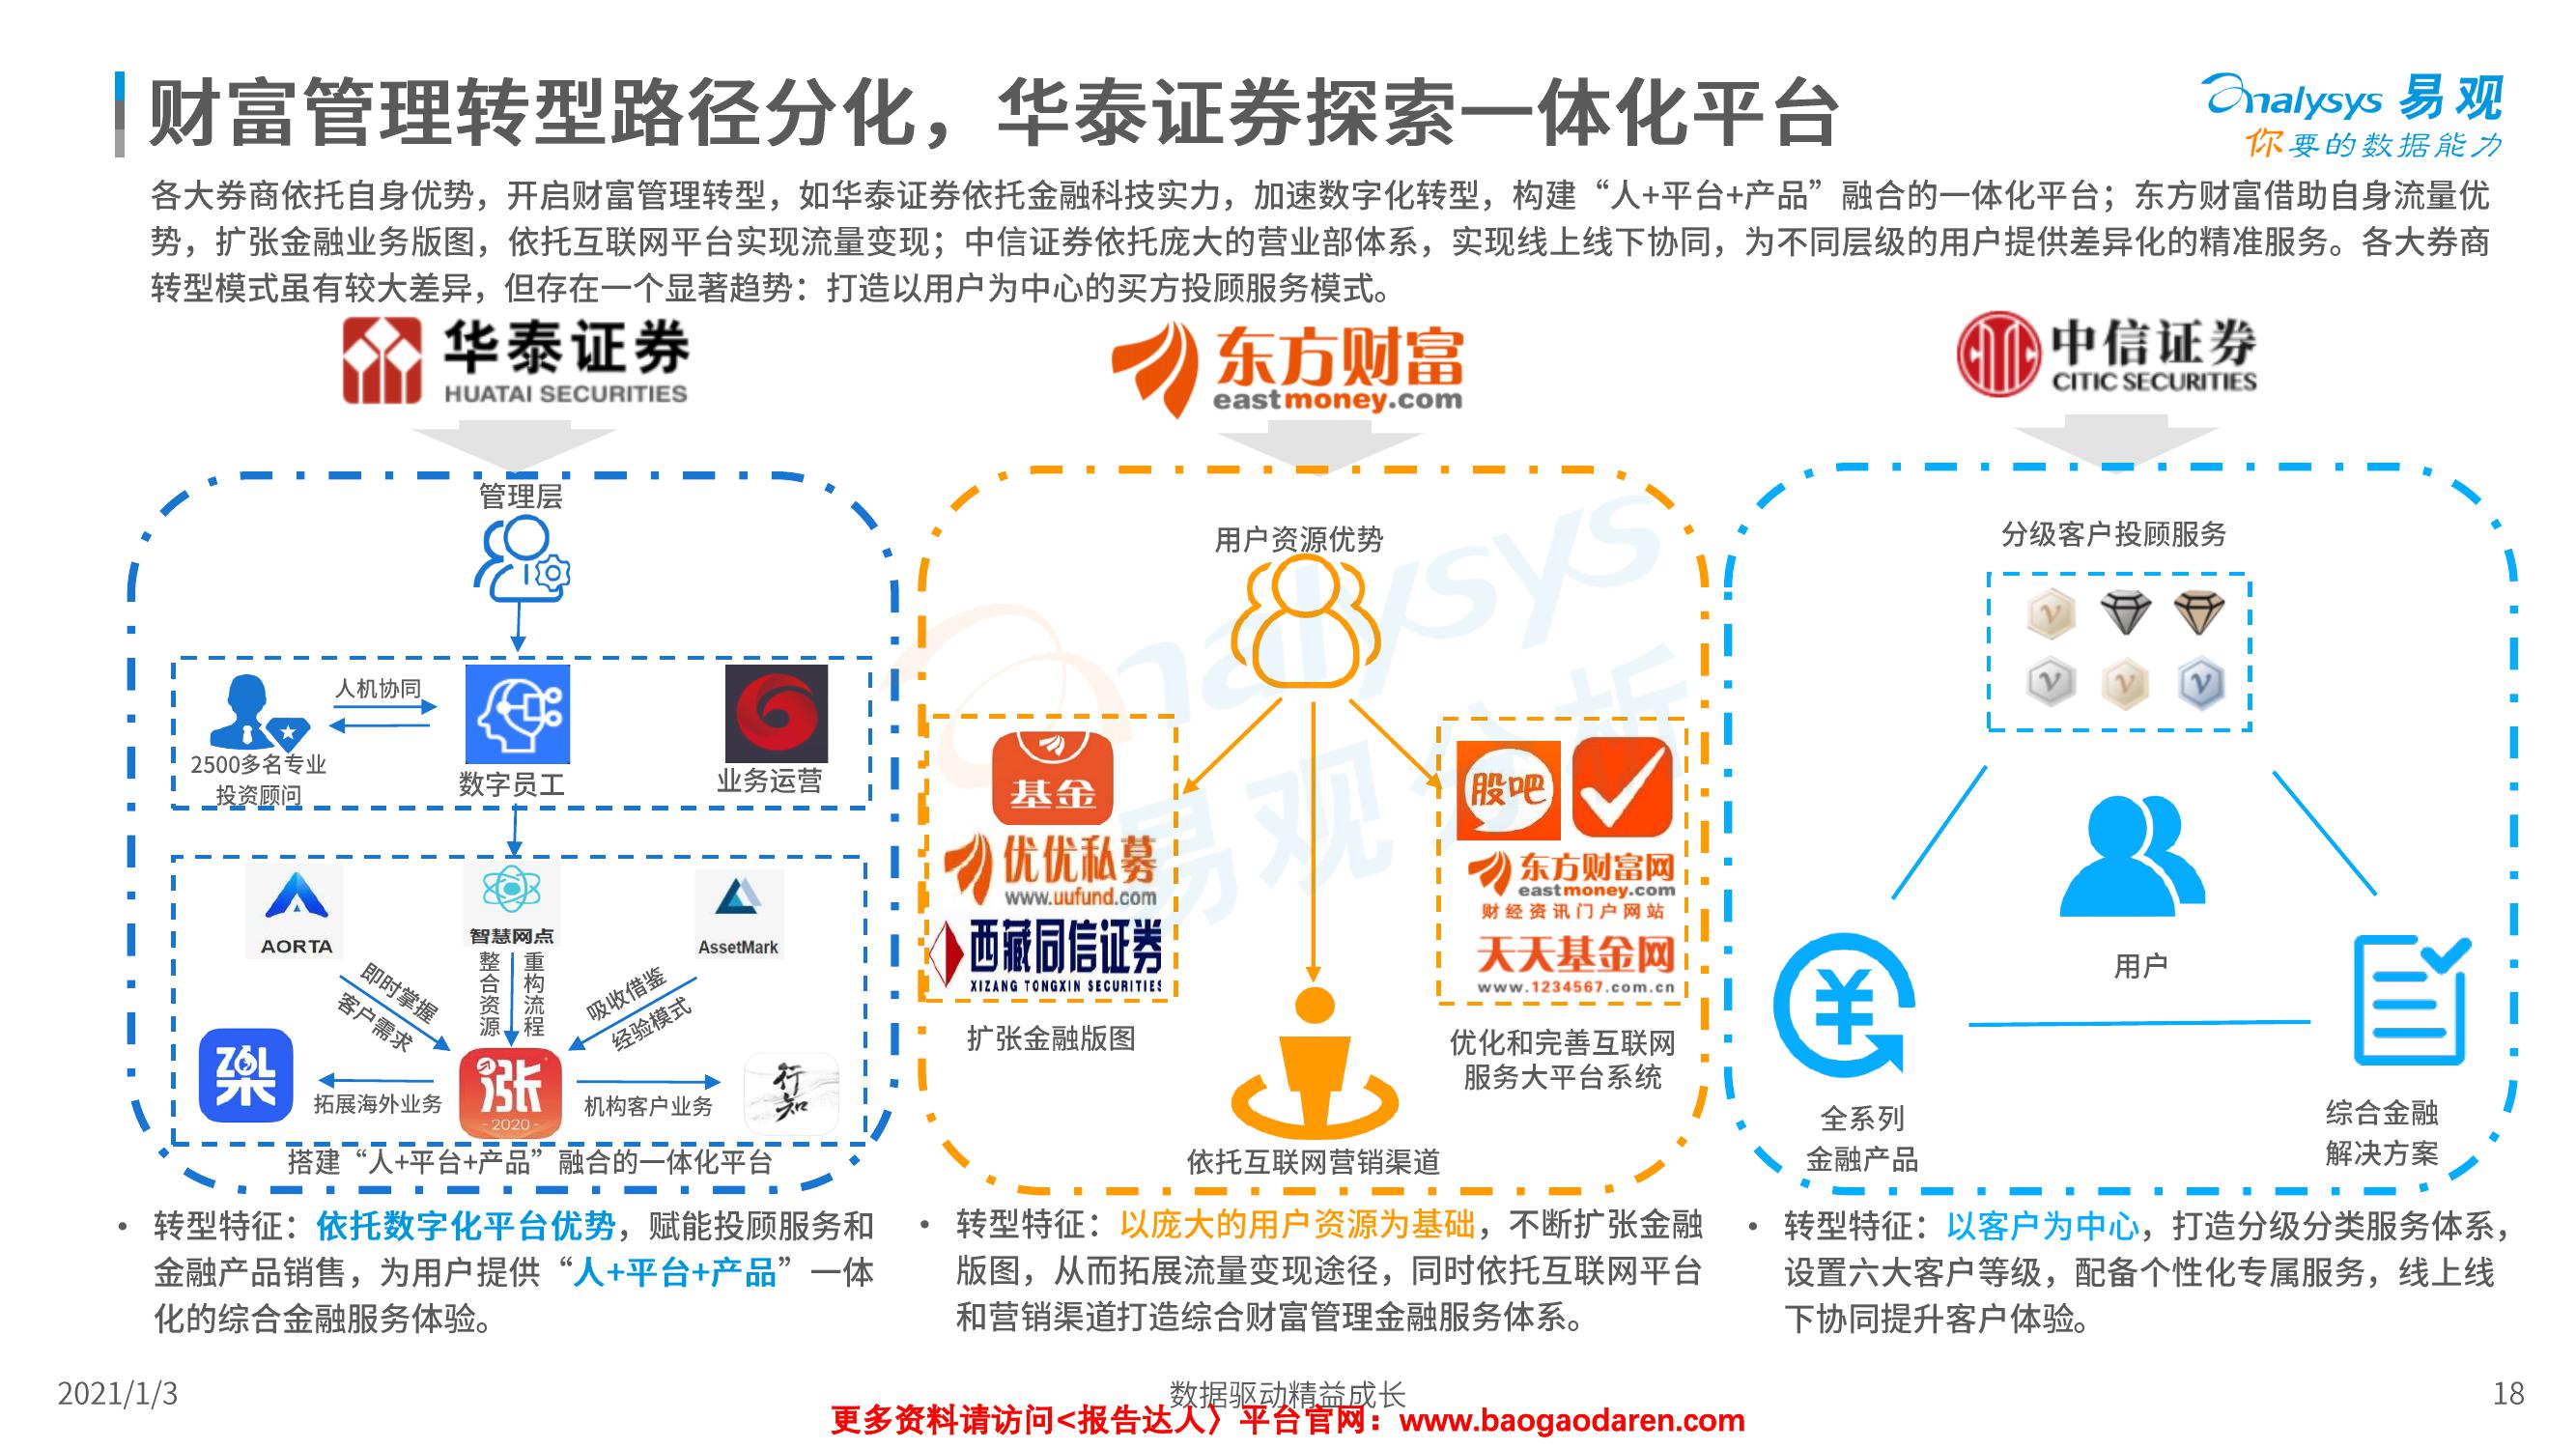 财富管理转型路径分化，华泰证券探索一体化平台
analysys 易观
你要的数据能力
各大券商依托自身优势，开启财富管理转型，如华泰证券依托金融科技实力，加速数字化转型，构建“人+平台+产品”融合的一体化平台；东方财富借助自身流量优
势，扩张金融业务版图，依托互联网平台实现流量变现；中信证券依托庞大的营业部体系，实现线上线下协同，为不同层级的用户提供差异化的精准服务。各大券商
转型模式虽有较大差异，但存在一个显著趋势：打造以用户为中心的买方投顾服务模式。
华泰证券
HUATAI SECURITIES
管理层
人机协同
2500多名专业
投资顾问
数字员工
业务运营
AORTA
智慧网点
AssetMark
即时掌握
客户需求
整合资源
重构流程
吸收借鉴
经验模式
涨
-2020-
拓展海外业务
机构客户业务
行知
搭建“人+平台+产品”融合的一体化平台
• 转型特征：依托数字化平台优势，赋能投顾服务和
金融产品销售，为用户提供“人+平台+产品”一体
化的综合金融服务体验。
东方财富
eastmoney.com
用户资源优势
基金
优优私募
www.uufund.com
西藏同信证券
XIZANG TONGXIN SECURITIES
扩张金融版图
股吧
东方财富网
eastmoney.com
财经资讯门户网站
天天基金网
www.1234567.com.cn
优化和完善互联网
服务大平台系统
依托互联网营销渠道
• 转型特征：以庞大的用户资源为基础，不断扩张金融
版图，从而拓展流量变现途径，同时依托互联网平台
和营销渠道打造综合财富管理金融服务体系。
中信证券
CITIC SECURITIES
分级客户投顾服务
V
V V V
用户
¥
全系列
金融产品
综合金融
解决方案
• 转型特征：以客户为中心，打造分级分类服务体系，
设置六大客户等级，配备个性化专属服务，线上线
下协同提升客户体验。
analysys
易观分析
2021/1/3
数据驱动精益成长
18
更多资料请访问<报告达人〉平台官网：www.baogaodaren.com